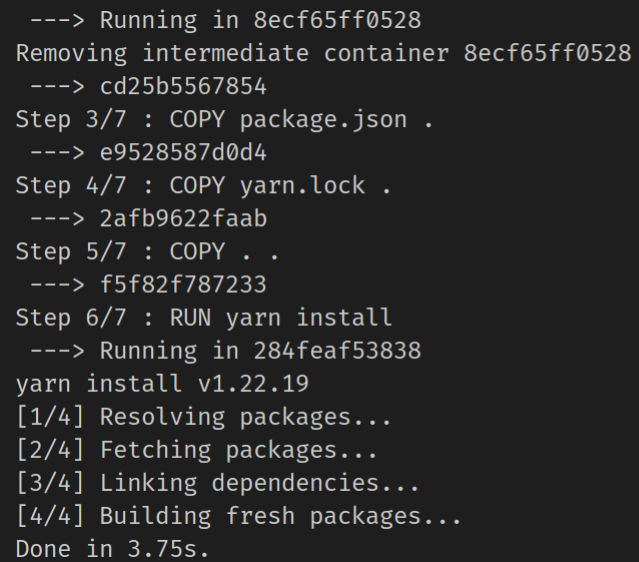 ---> Running in 8ecf65ff0528
Removing intermediate container 8ecf65ff0528
---> cd25b5567854
Step 3/7 : COPY package.json .
---> e9528587d0d4
Step 4/7 : COPY yarn.lock .
---> 2afb9622faab
Step 5/7 : COPY . .
---> f5f82f787233
Step 6/7 : RUN yarn install
---> Running in 284feaf53838
yarn install v1.22.19
[1/4] Resolving packages...
[2/4] Fetching packages...
[3/4] Linking dependencies...
[4/4] Building fresh packages...
Done in 3.75s.